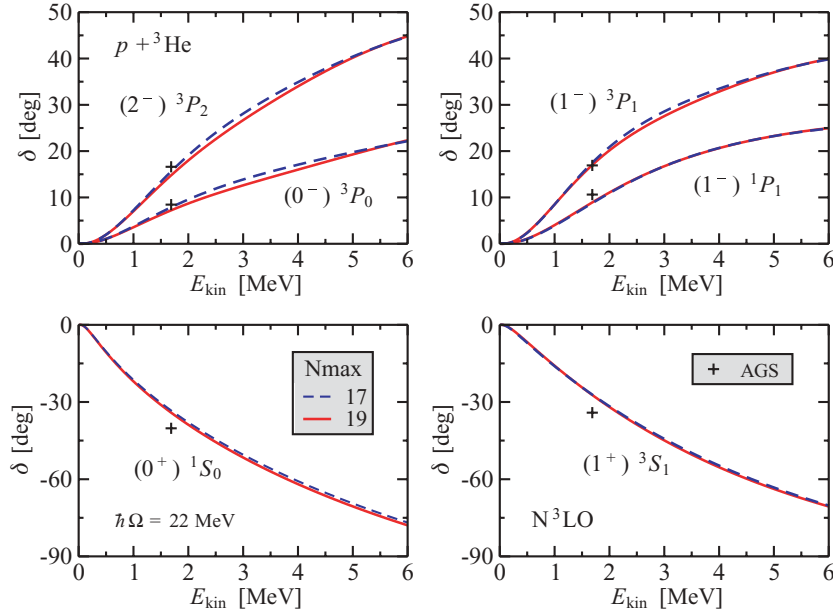 50
40
30
20
10
0
δ [deg]
p + ³He
(2⁻) ³P₂
(0⁻) ³P₀
0 1 2 3 4 5 6
E_kin [MeV]
50
40
30
20
10
0
δ [deg]
(1⁻) ³P₁
(1⁻) ¹P₁
0 1 2 3 4 5 6
E_kin [MeV]
0
-30
-60
-90
δ [deg]
Nmax
17
19
(0⁺) ¹S₀
ℏΩ = 22 MeV
0 1 2 3 4 5 6
E_kin [MeV]
0
-30
-60
-90
δ [deg]
AGS
(1⁺) ³S₁
N³LO
0 1 2 3 4 5 6
E_kin [MeV]